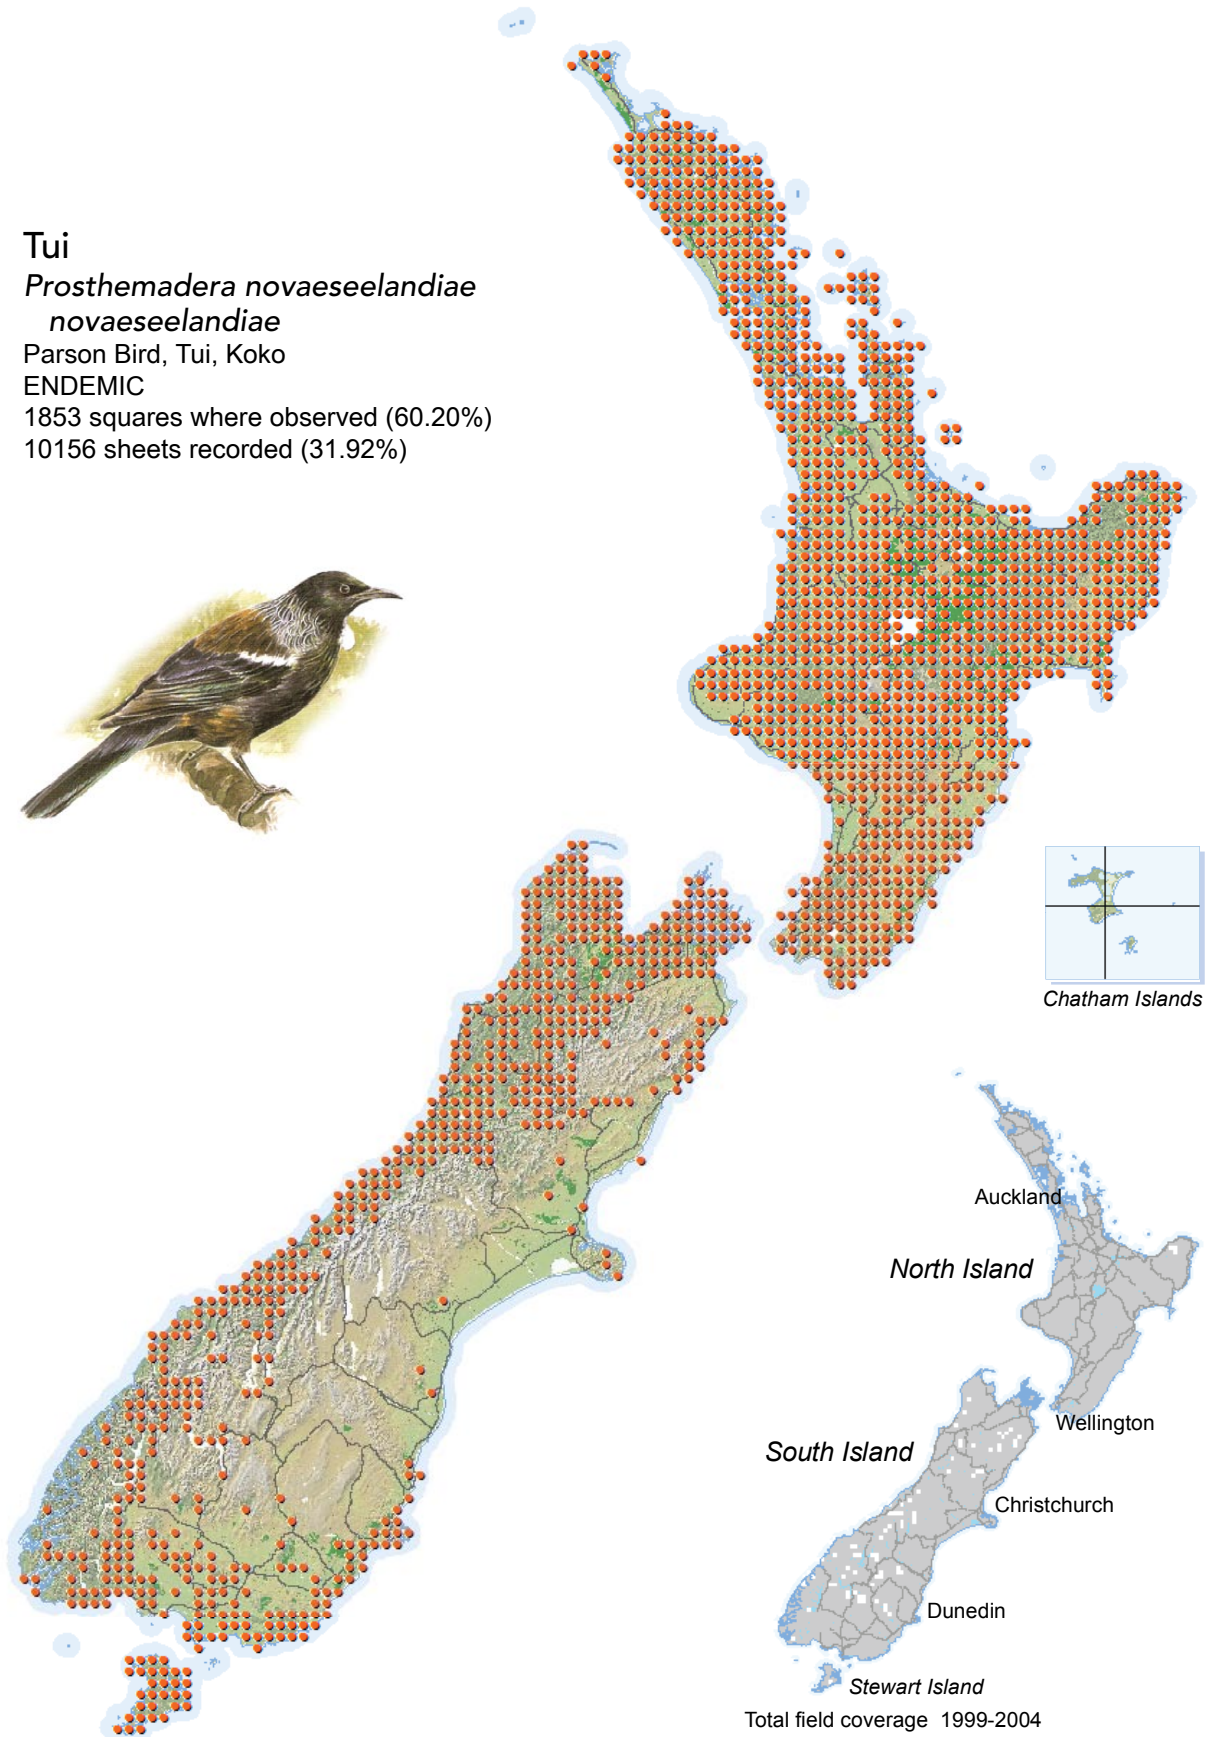 Tui
Prosthemadera novaeseelandiae
novaeseelandiae
Parson Bird, Tui, Koko
ENDEMIC
1853 squares where observed (60.20%)
10156 sheets recorded (31.92%)
Chatham Islands
Auckland
North Island
Wellington
South Island
Christchurch
Dunedin
Stewart Island
Total field coverage 1999-2004